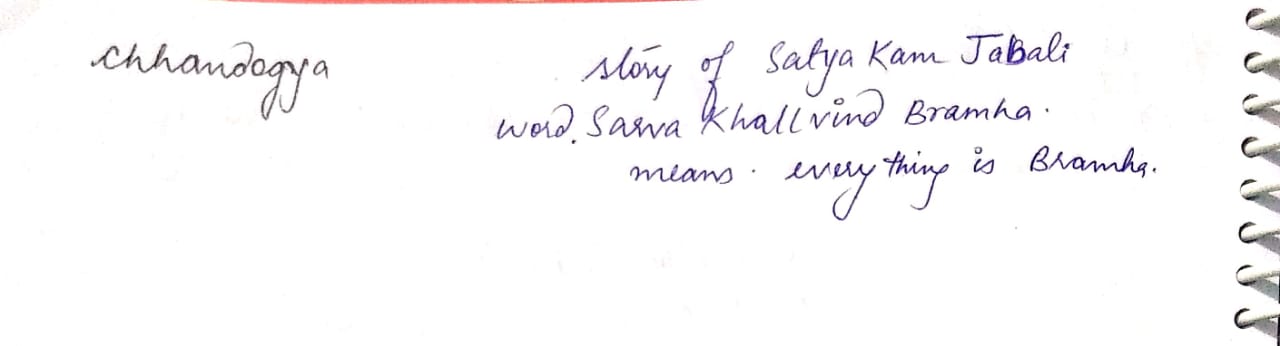 chhandogya story of Satya Kam JaBali
word. Sarva Khallvind Bramha.
means. every thing is Bramha.